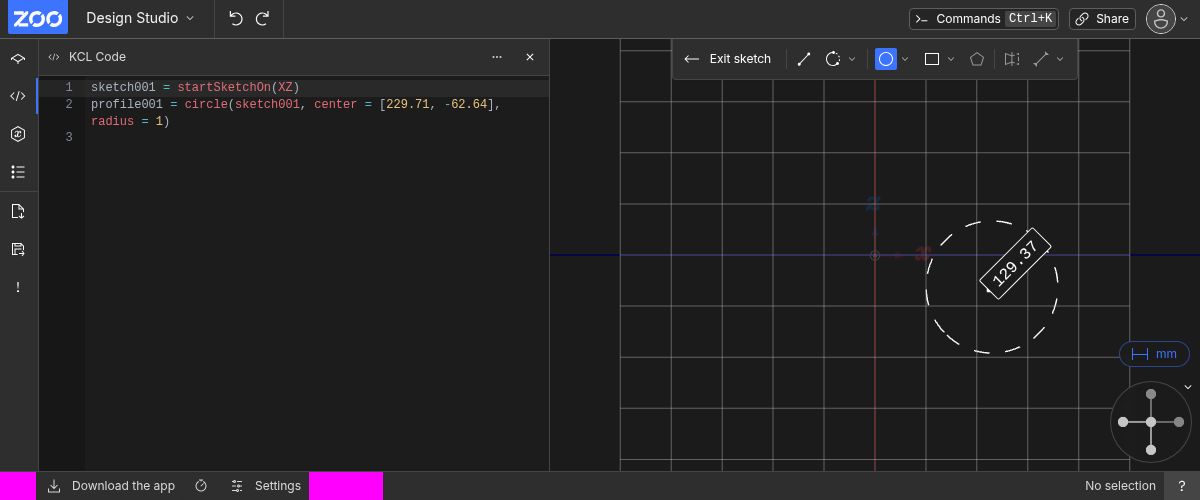 ZOO
Design Studio
Commands Ctrl+K
Share
KCL Code
Exit sketch
1 sketch001 = startSketchOn(XZ)
2 profile001 = circle(sketch001, center = [229.71, -62.64],
radius = 1)
3
Z
X
129.37
mm
Download the app
Settings
No selection
?